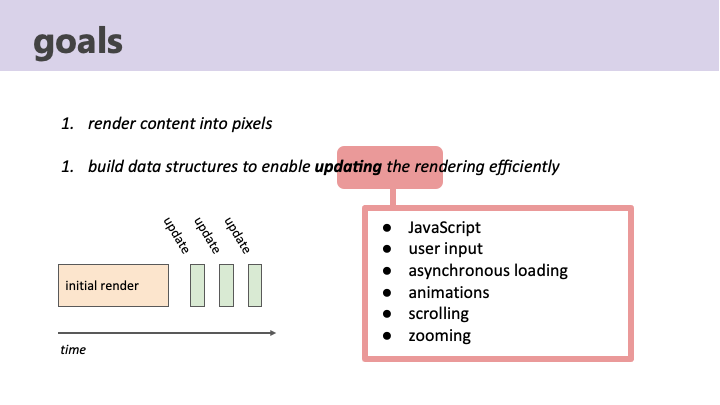 goals
1. render content into pixels
1. build data structures to enable updating the rendering efficiently
update update update
initial render
time
● JavaScript
● user input
● asynchronous loading
● animations
● scrolling
● zooming